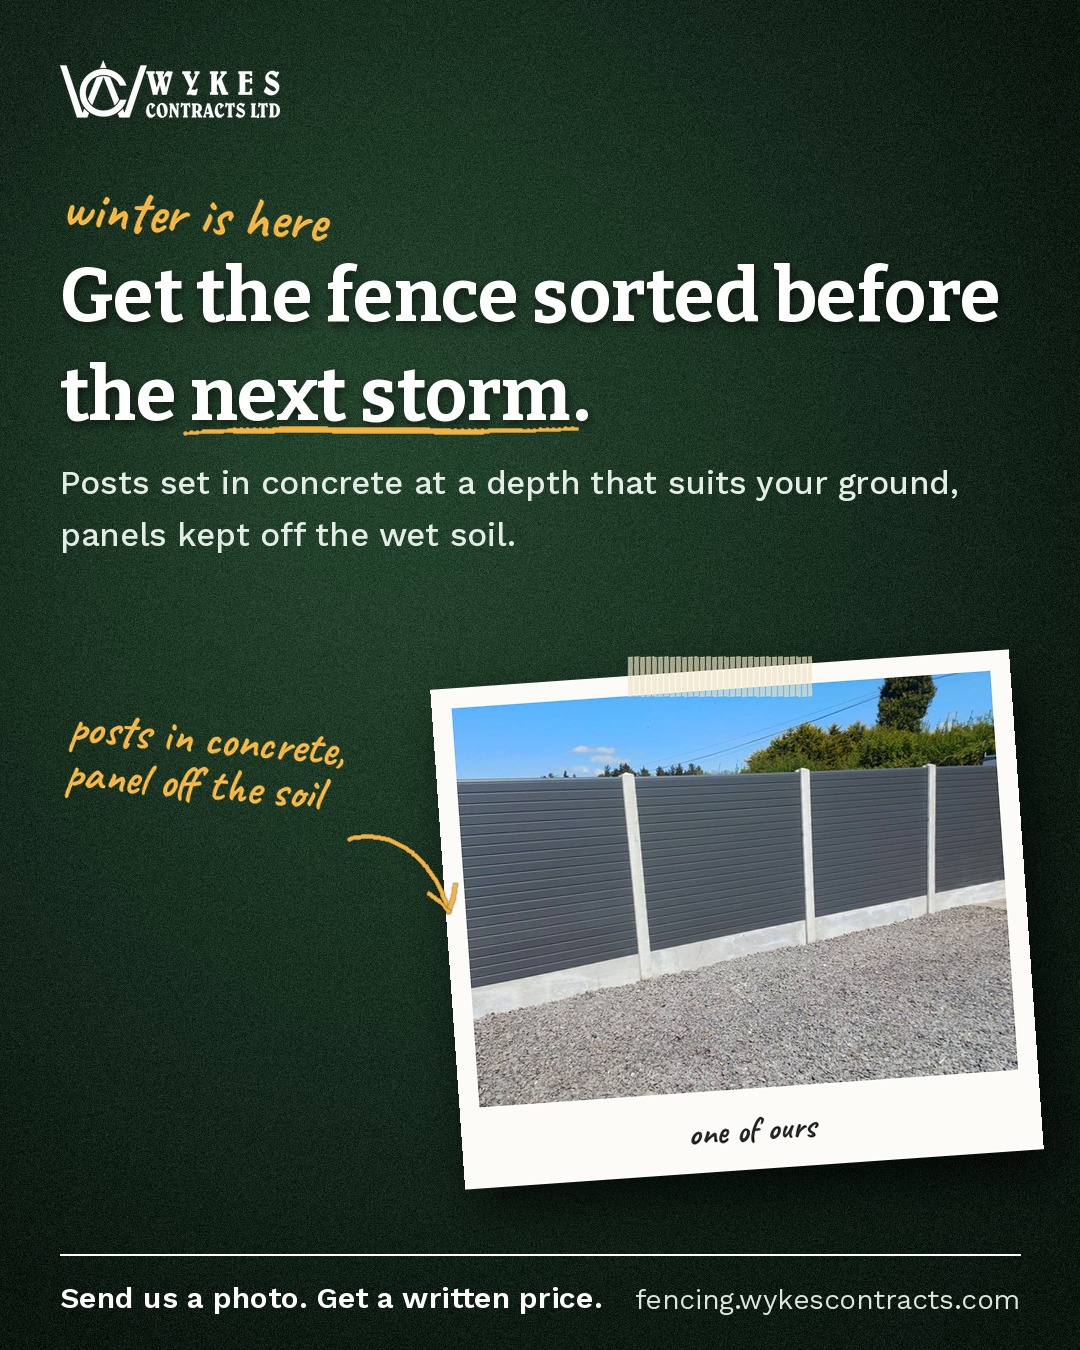 WYKES
CONTRACTS LTD
winter is here
Get the fence sorted before
the next storm.
Posts set in concrete at a depth that suits your ground,
panels kept off the wet soil.
posts in concrete,
panel off the soil
one of ours
Send us a photo. Get a written price.
fencing.wykescontracts.com